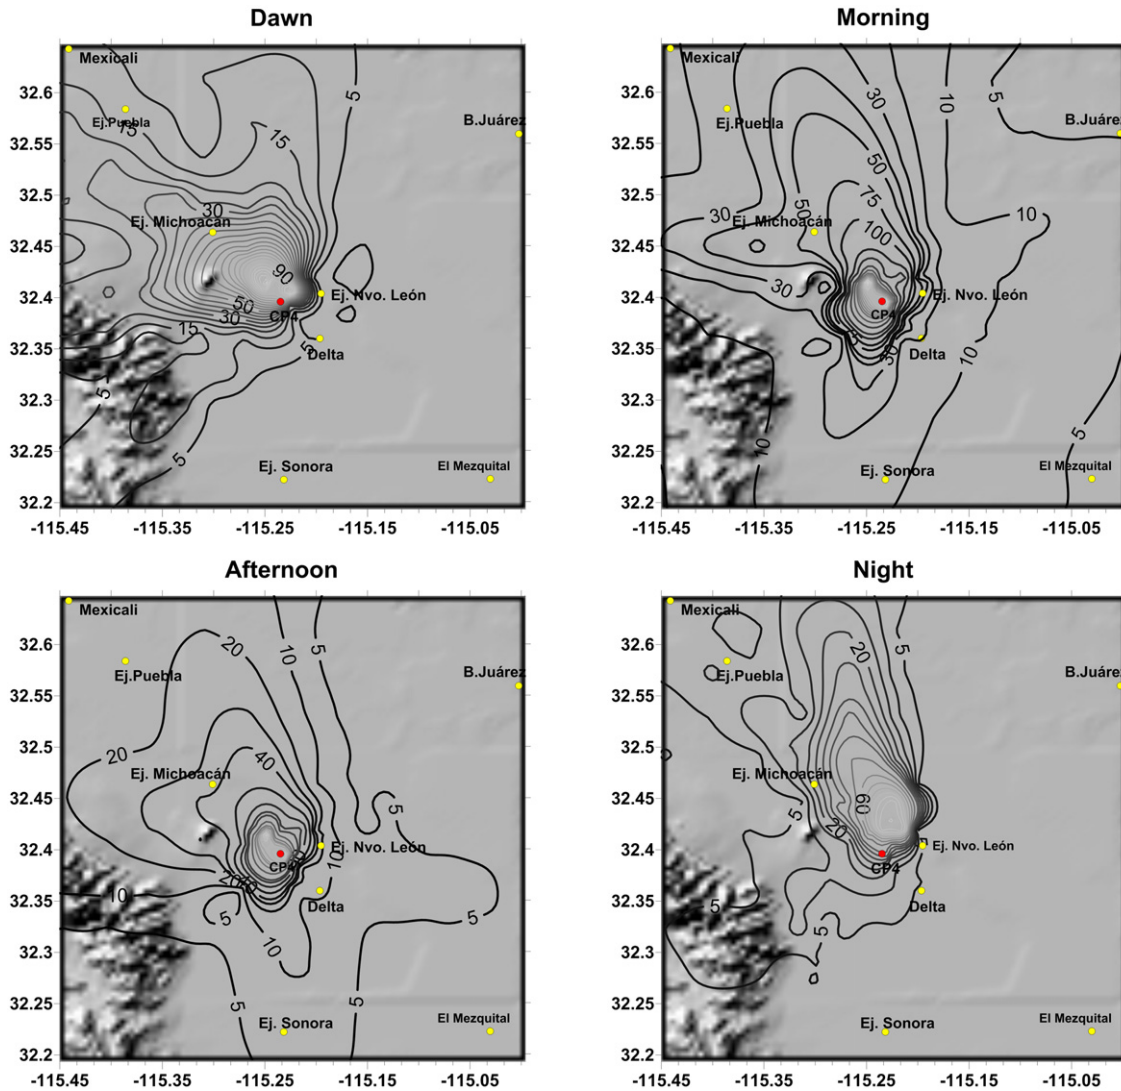 Dawn
Morning
Mexicali
Ej.Puebla
B.Juárez
Ej. Michoacán
Ej. Nvo. León
CP4
Delta
Ej. Sonora
El Mezquital
5
15
15
30
90
50
30
15
5
5
5
32.6
32.55
32.5
32.45
32.4
32.35
32.3
32.25
32.2
-115.45
-115.35
-115.25
-115.15
-115.05
Mexicali
Ej.Puebla
B.Juárez
Ej. Michoacán
Ej. Nvo. León
CP4
Delta
Ej. Sonora
El Mezquital
30
30
10
5
50
50
75
100
30
30
10
30
10
10
5
32.6
32.55
32.5
32.45
32.4
32.35
32.3
32.25
32.2
-115.45
-115.35
-115.25
-115.15
-115.05
Afternoon
Night
Mexicali
Ej.Puebla
B.Juárez
Ej. Michoacán
Ej. Nvo. León
CP4
Delta
Ej. Sonora
El Mezquital
20
10
5
20
40
5
20
10
10
5
10
5
5
5
32.6
32.55
32.5
32.45
32.4
32.35
32.3
32.25
32.2
-115.45
-115.35
-115.25
-115.15
-115.05
Mexicali
Ej.Puebla
B.Juárez
Ej. Michoacán
Ej. Nvo. León
CP4
Delta
Ej. Sonora
El Mezquital
5
20
5
60
20
5
5
5
32.6
32.55
32.5
32.45
32.4
32.35
32.3
32.25
32.2
-115.45
-115.35
-115.25
-115.15
-115.05